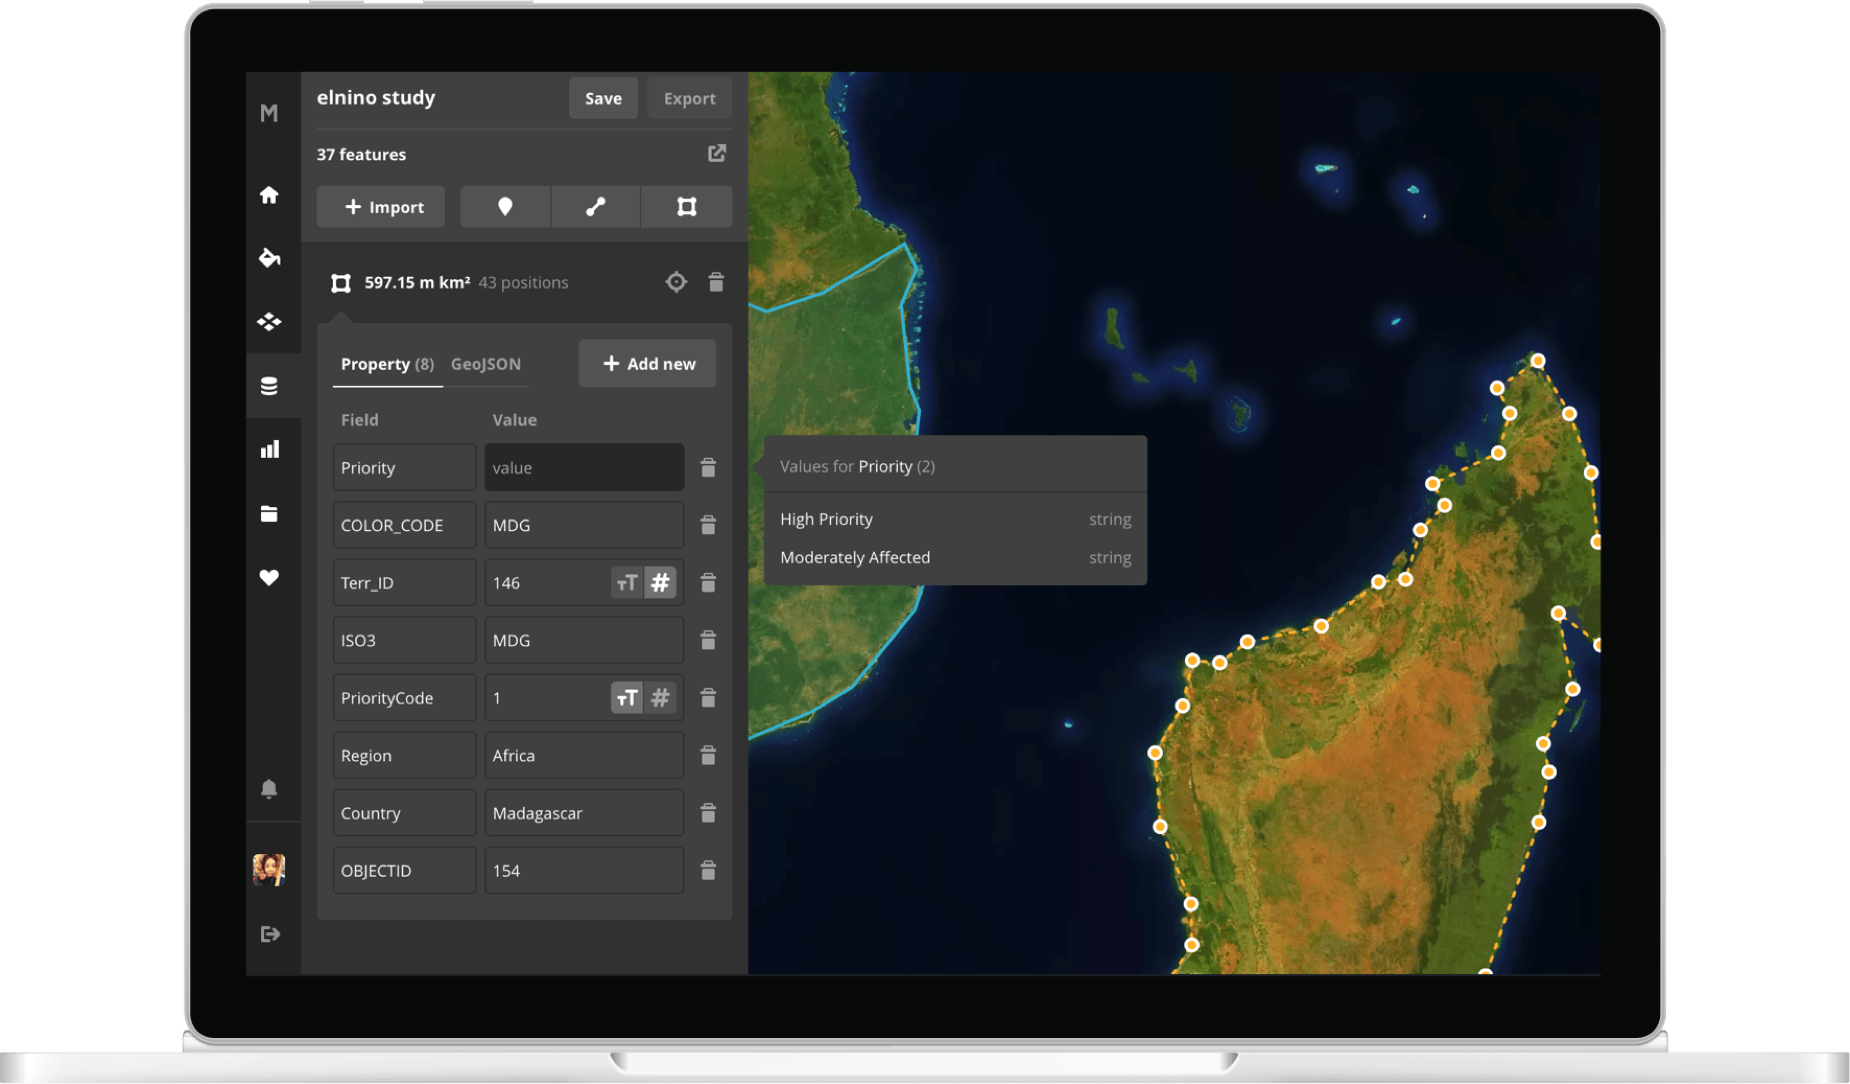 M
elnino study
Save
Export
37 features
+ Import
597.15 m km² 43 positions
Property (8)
GeoJSON
+ Add new
Field
Value
Priority
value
COLOR_CODE
MDG
Terr_ID
146
TT #
ISO3
MDG
PriorityCode
1
TT #
Region
Africa
Country
Madagascar
OBJECTID
154
Values for Priority (2)
High Priority
string
Moderately Affected
string